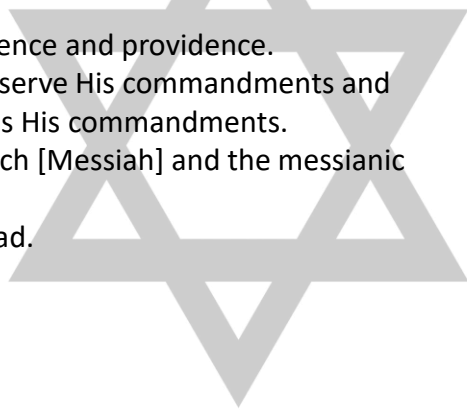 ence and providence.
serve His commandments and
s His commandments.
ch [Messiah] and the messianic
ad.